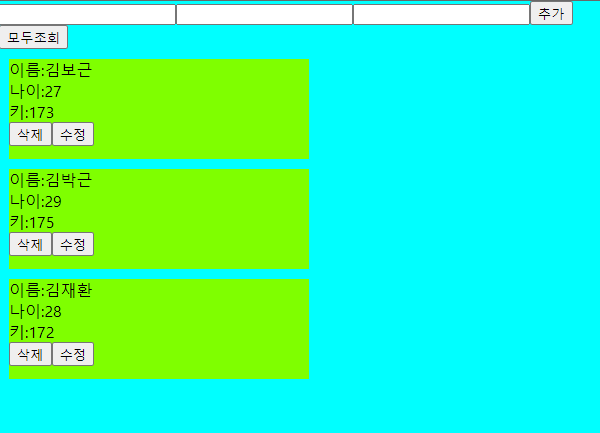 추가
모두조회
이름:김보근
나이:27
키:173
삭제 수정
이름:김박근
나이:29
키:175
삭제 수정
이름:김재환
나이:28
키:172
삭제 수정